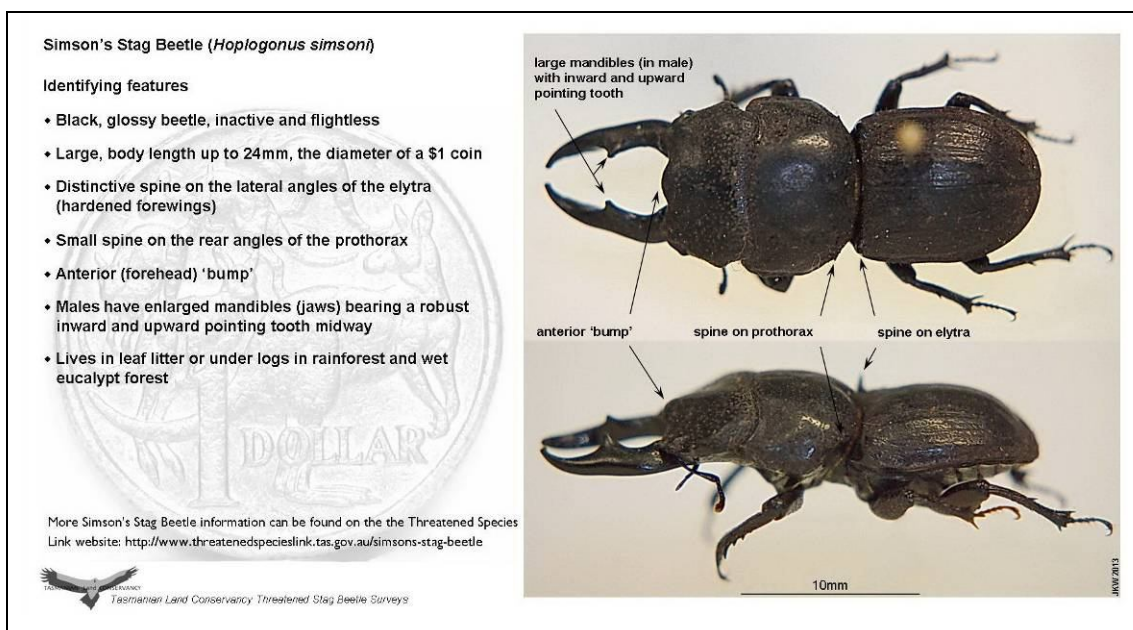 Simson's Stag Beetle (Hoplogonus simsoni)
Identifying features
◆ Black, glossy beetle, inactive and flightless
◆ Large, body length up to 24mm, the diameter of a $1 coin
◆ Distinctive spine on the lateral angles of the elytra
(hardened forewings)
◆ Small spine on the rear angles of the prothorax
◆ Anterior (forehead) 'bump'
◆ Males have enlarged mandibles (jaws) bearing a robust
inward and upward pointing tooth midway
◆ Lives in leaf litter or under logs in rainforest and wet
eucalypt forest
1 DOLLAR
More Simson's Stag Beetle information can be found on the the Threatened Species
Link website: http://www.threatenedspecieslink.tas.gov.au/simsons-stag-beetle
TASMANIAN Land CONSERVANCY
Tasmanian Land Conservancy Threatened Stag Beetle Surveys
large mandibles (in male)
with inward and upward
pointing tooth
anterior 'bump'
spine on prothorax
spine on elytra
10mm
JKW 2013